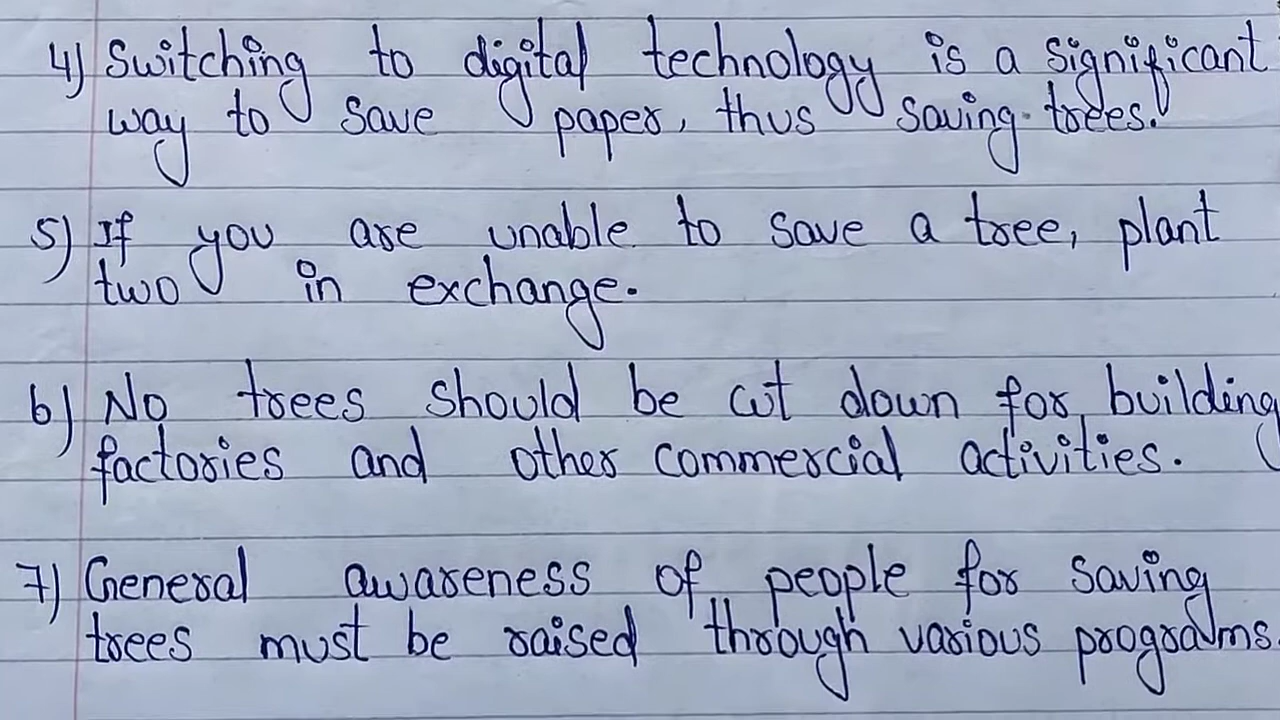 4) Switching to digital technology is a significant
way to save paper, thus saving trees.
5) If you are unable to save a tree, plant
two in exchange.
6) No trees should be cut down for building
factories and other commercial activities.
7) General awareness of people for saving
trees must be raised through various programs.